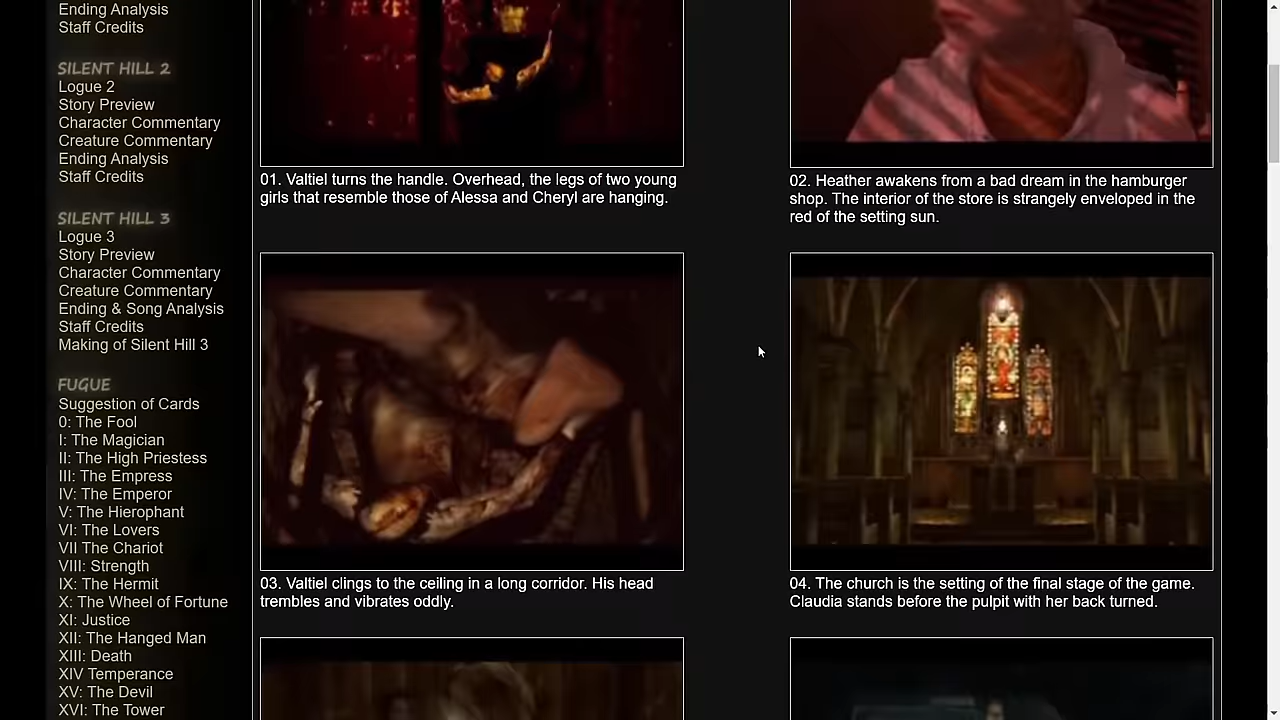 Ending Analysis
Staff Credits
SILENT HILL 2
Logue 2
Story Preview
Character Commentary
Creature Commentary
Ending Analysis
Staff Credits
SILENT HILL 3
Logue 3
Story Preview
Character Commentary
Creature Commentary
Ending & Song Analysis
Staff Credits
Making of Silent Hill 3
FUGUE
Suggestion of Cards
0: The Fool
I: The Magician
II: The High Priestess
III: The Empress
IV: The Emperor
V: The Hierophant
VI: The Lovers
VII The Chariot
VIII: Strength
IX: The Hermit
X: The Wheel of Fortune
XI: Justice
XII: The Hanged Man
XIII: Death
XIV Temperance
XV: The Devil
XVI: The Tower
01. Valtiel turns the handle. Overhead, the legs of two young
girls that resemble those of Alessa and Cheryl are hanging.
02. Heather awakens from a bad dream in the hamburger
shop. The interior of the store is strangely enveloped in the
red of the setting sun.
03. Valtiel clings to the ceiling in a long corridor. His head
trembles and vibrates oddly.
04. The church is the setting of the final stage of the game.
Claudia stands before the pulpit with her back turned.